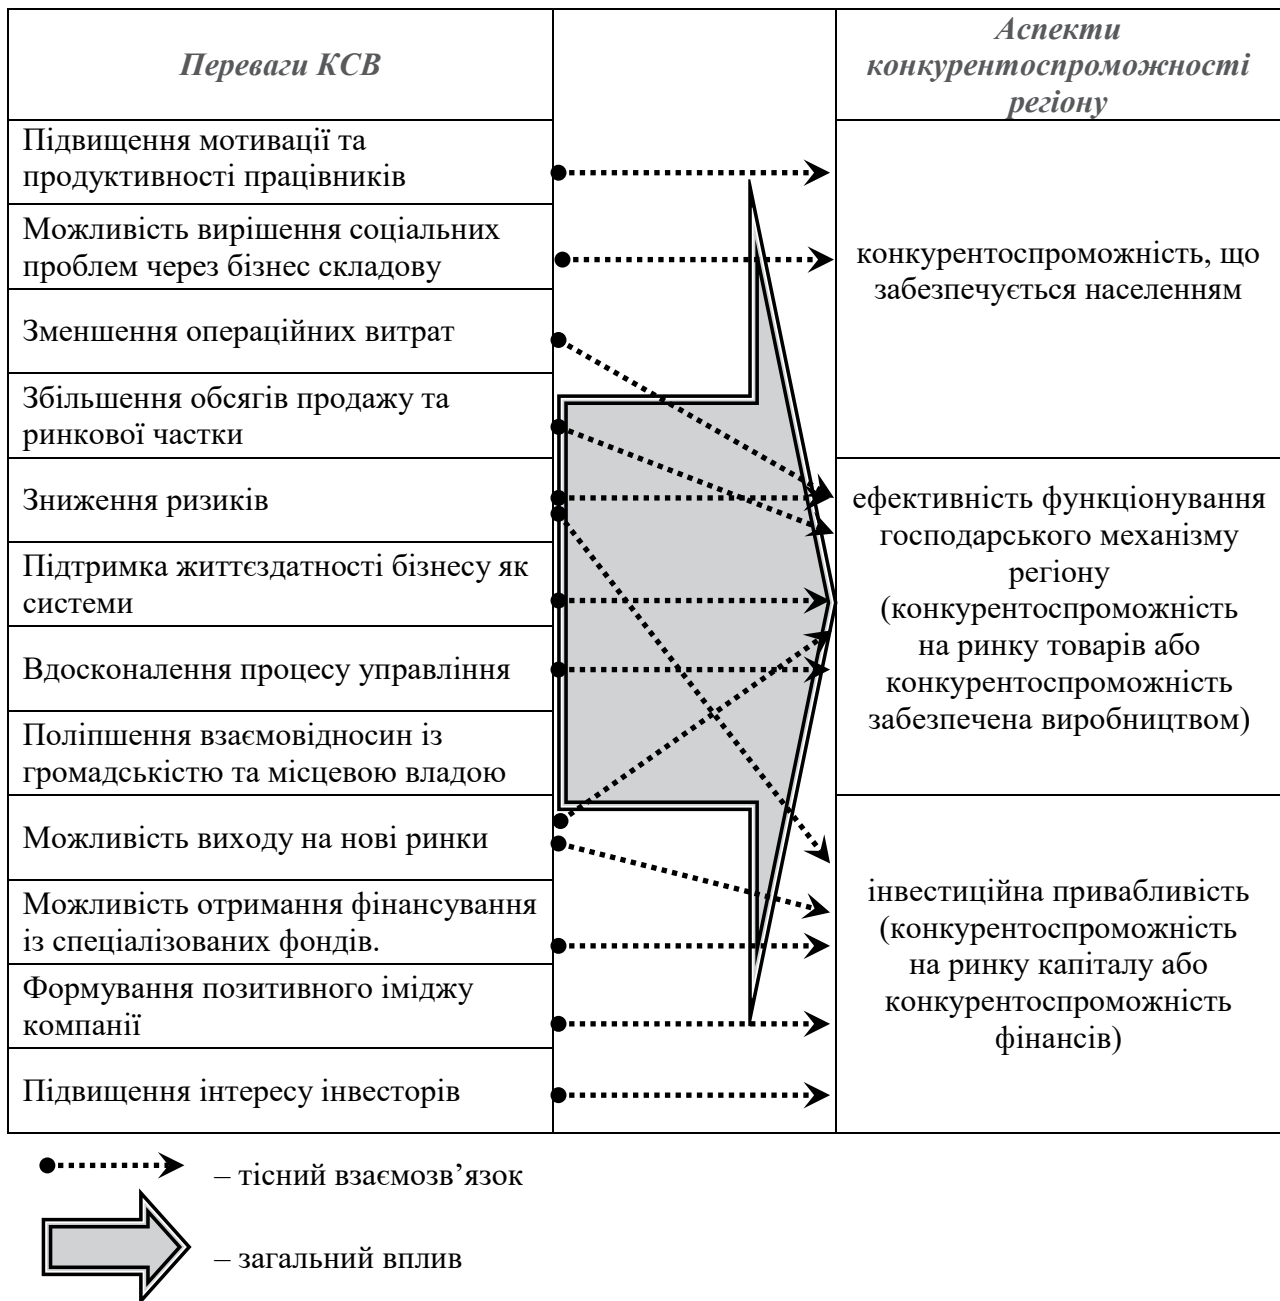 Переваги КСВ
Аспекти
конкурентоспроможності
регіону
Підвищення мотивації та
продуктивності працівників
Можливість вирішення соціальних
проблем через бізнес складову
Зменшення операційних витрат
Збільшення обсягів продажу та
ринкової частки
Зниження ризиків
Підтримка життєздатності бізнесу як
системи
Вдосконалення процесу управління
Поліпшення взаємовідносин із
громадськістю та місцевою владою
Можливість виходу на нові ринки
Можливість отримання фінансування
із спеціалізованих фондів.
Формування позитивного іміджу
компанії
Підвищення інтересу інвесторів
конкурентоспроможність, що
забезпечується населенням
ефективність функціонування
господарського механізму
регіону
(конкурентоспроможність
на ринку товарів або
конкурентоспроможність
забезпечена виробництвом)
інвестиційна привабливість
(конкурентоспроможність
на ринку капіталу або
конкурентоспроможність
фінансів)
– тісний взаємозв’язок
– загальний вплив